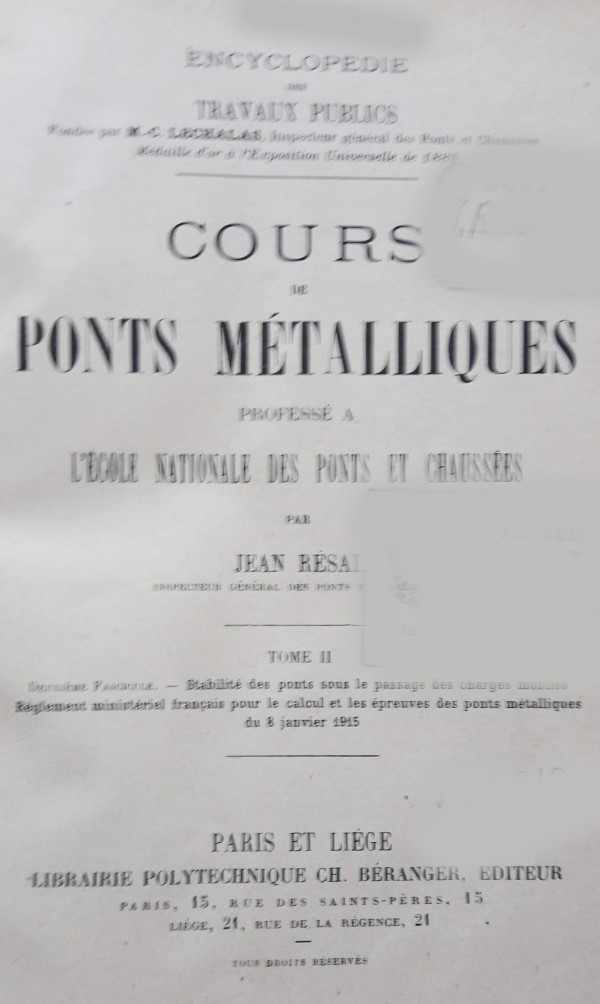 ENCYCLOPÉDIE
DES
TRAVAUX PUBLICS
Fondée par M.-C. LECHALAS, Inspecteur général des Ponts et Chaussées
Médaille d'or à l'Exposition Universelle de
COURS
DE
PONTS MÉTALLIQUES
PROFESSÉ A
L'ÉCOLE NATIONALE DES PONTS ET CHAUSSÉES
PAR
JEAN RÉSAL
INSPECTEUR GÉNÉRAL DES PONTS
TOME II
DEUXIÈME FASCICULE. — Stabilité des ponts sous le passage des charges mobiles
Règlement ministériel français pour le calcul et les épreuves des ponts métalliques
du 8 janvier 1915
PARIS ET LIÉGE
LIBRAIRIE POLYTECHNIQUE CH. BÉRANGER, EDITEUR
PARIS, 15, RUE DES SAINTS-PÈRES, 15
LIÉGE, 21, RUE DE LA RÉGENCE, 21
TOUS DROITS RÉSERVÉS